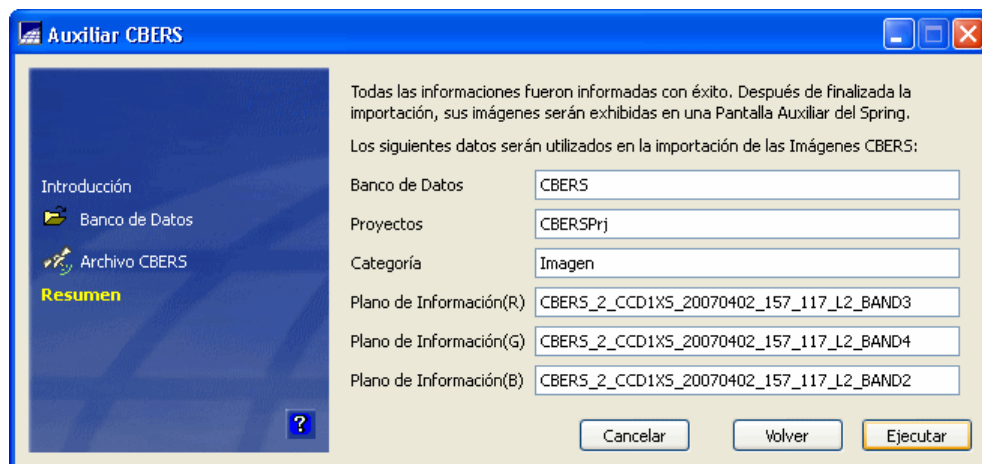 Auxiliar CBERS
Introducción
Banco de Datos
Archivo CBERS
Resumen
?
Todas las informaciones fueron informadas con éxito. Después de finalizada la
importación, sus imágenes serán exhibidas en una Pantalla Auxiliar del Spring.
Los siguientes datos serán utilizados en la importación de las Imágenes CBERS:
Banco de Datos CBERS
Proyectos CBERSPrj
Categoría Imagen
Plano de Información(R) CBERS_2_CCD1XS_20070402_157_117_L2_BAND3
Plano de Información(G) CBERS_2_CCD1XS_20070402_157_117_L2_BAND4
Plano de Información(B) CBERS_2_CCD1XS_20070402_157_117_L2_BAND2
Cancelar Volver Ejecutar